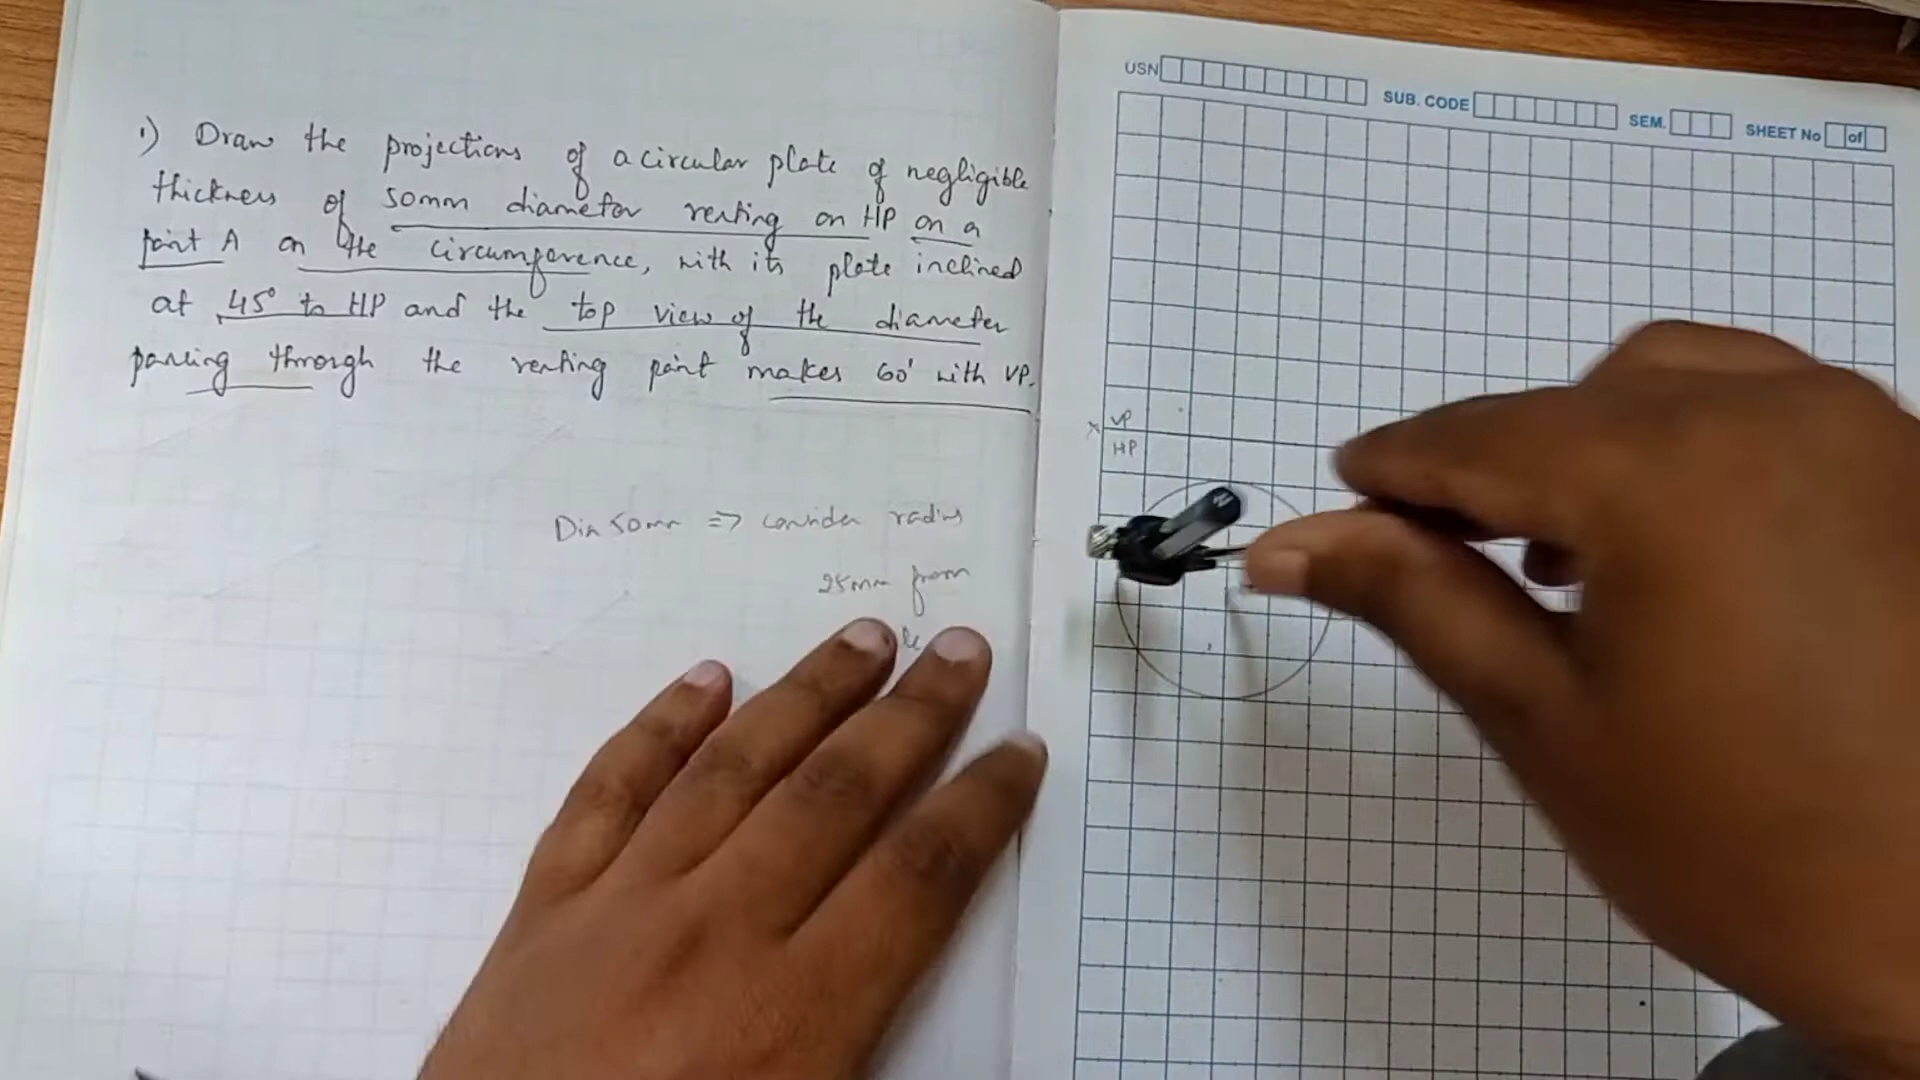 1) Draw the projections of a circular plate of negligible
thickness of 50mm diameter resting on HP on a
point A on the circumference, with its plate inclined
at 45° to HP and the top view of the diameter
passing through the resting point makes 60° with VP.
Dia 50mm => consider radius
25mm from
USN
SUB. CODE
SEM.
SHEET No of
X VP
HP